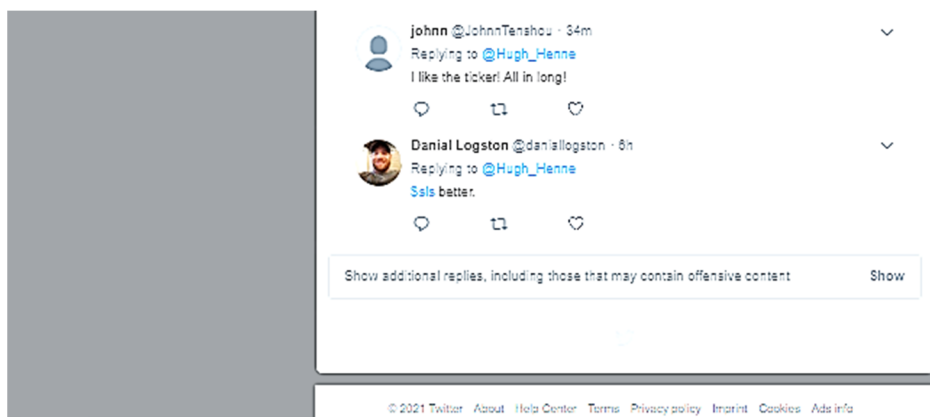 johnn @JohnnTenshou · 34m
Replying to @Hugh_Henne
I like the ticker! All in long!
Danial Logston @daniallogston · 6h
Replying to @Hugh_Henne
$sls better.
Show additional replies, including those that may contain offensive content Show
© 2021 Twitter About Help Center Terms Privacy policy Imprint Cookies Ads info